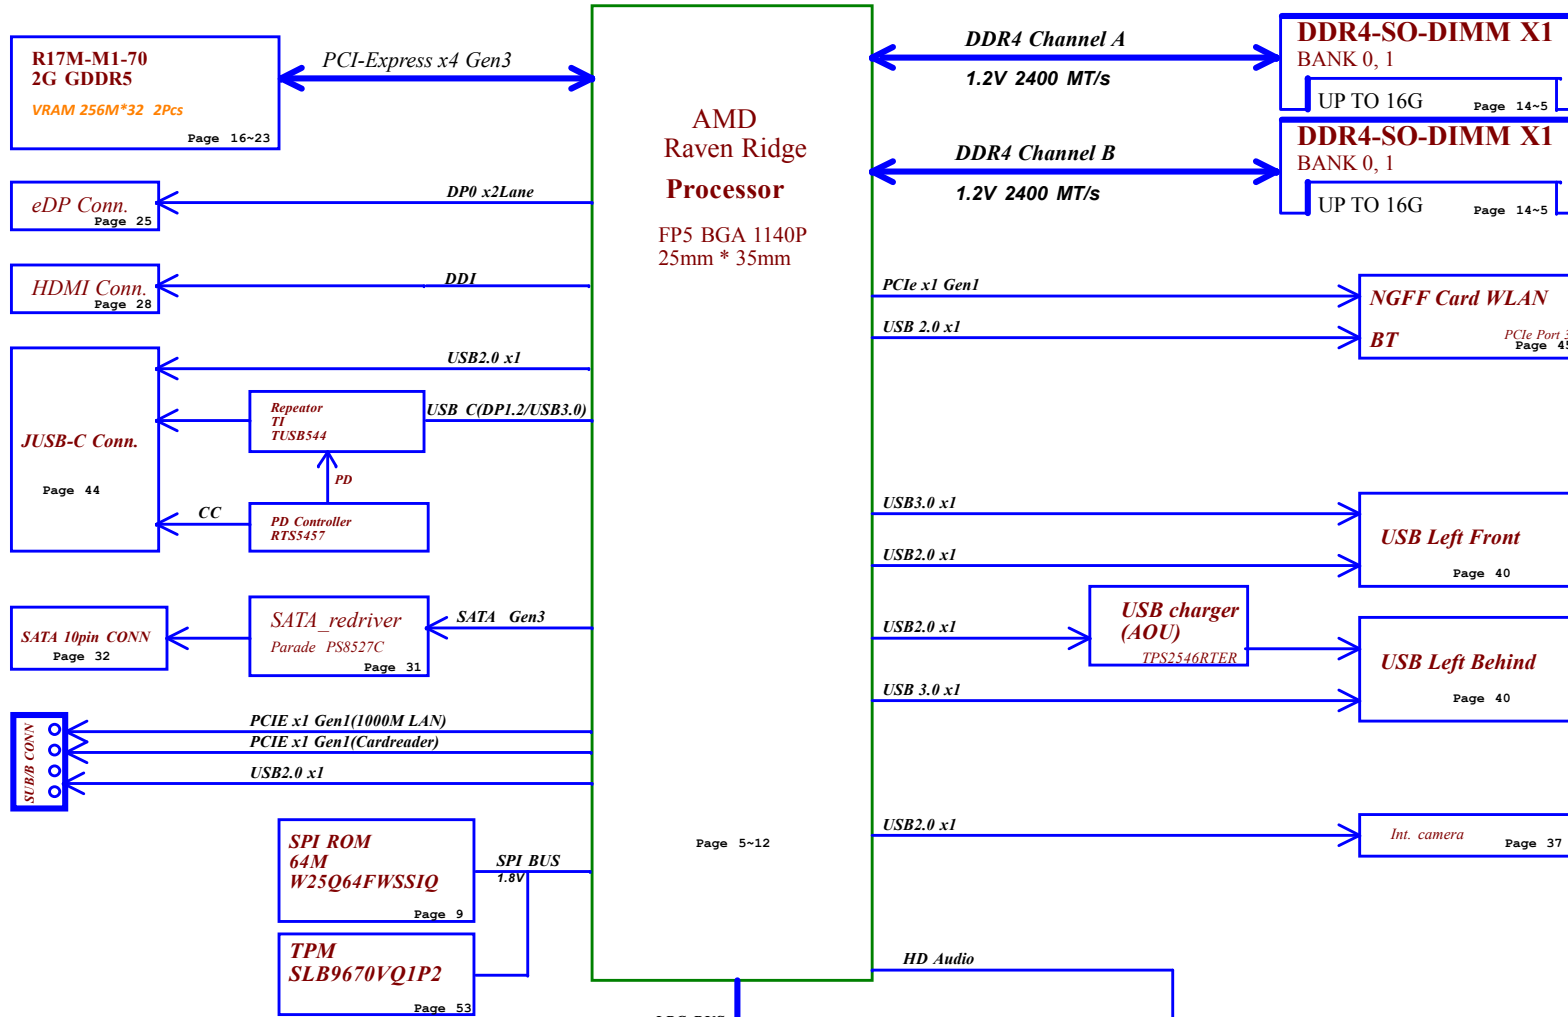 R17M-M1-70
2G GDDR5
VRAM 256M*32 2Pcs
Page 16~23
PCI-Express x4 Gen3
eDP Conn.
Page 25
DP0 x2Lane
HDMI Conn.
Page 28
DDI
JUSB-C Conn.
Page 44
USB2.0 x1
Repeator
TI
TUSB544
USB C(DP1.2/USB3.0)
PD
CC
PD Controller
RTS5457
SATA 10pin CONN
Page 32
SATA_redriver
Parade PS8527C
Page 31
SATA Gen3
SUB/B CONN
PCIE x1 Gen1(1000M LAN)
PCIE x1 Gen1(Cardreader)
USB2.0 x1
SPI ROM
64M
W25Q64FWSSIQ
Page 9
SPI BUS
1.8V
TPM
SLB9670VQ1P2
Page 53
AMD
Raven Ridge
Processor
FP5 BGA 1140P
25mm * 35mm
Page 5~12
DDR4 Channel A
1.2V 2400 MT/s
DDR4-SO-DIMM X1
BANK 0, 1
UP TO 16G
Page 14~5
DDR4 Channel B
1.2V 2400 MT/s
DDR4-SO-DIMM X1
BANK 0, 1
UP TO 16G
Page 14~5
PCIe x1 Gen1
USB 2.0 x1
NGFF Card WLAN
BT
PCIe Port 3
Page 45
USB3.0 x1
USB2.0 x1
USB Left Front
Page 40
USB2.0 x1
USB charger
(AOU)
TPS2546RTER
USB 3.0 x1
USB Left Behind
Page 40
USB2.0 x1
Int. camera
Page 37
HD Audio